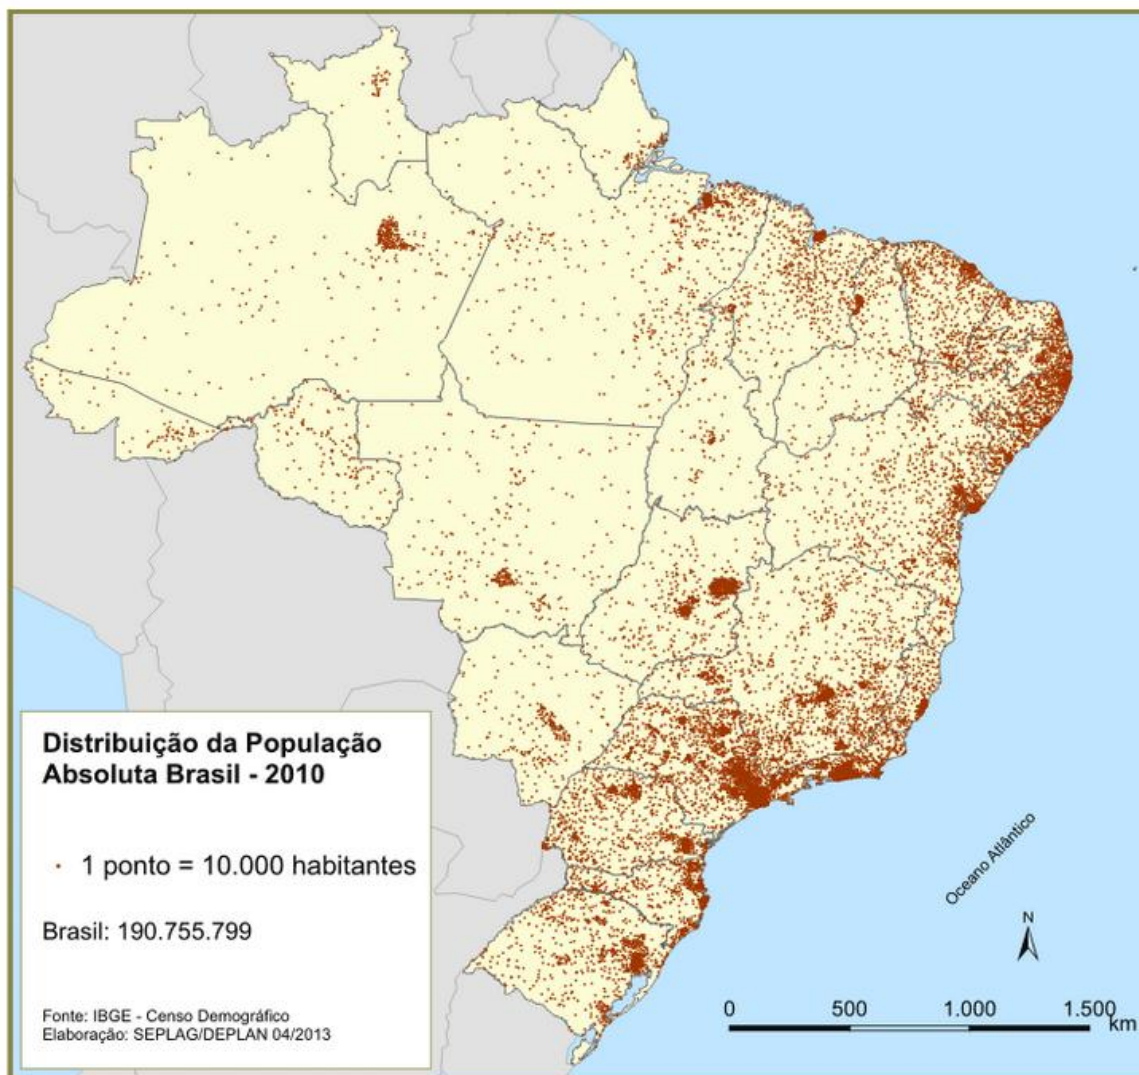 Distribuição da População
Absoluta Brasil - 2010
1 ponto = 10.000 habitantes
Brasil: 190.755.799
Fonte: IBGE - Censo Demográfico
Elaboração: SEPLAG/DEPLAN 04/2013
Oceano Atlântico
N
0 500 1.000 1.500
km